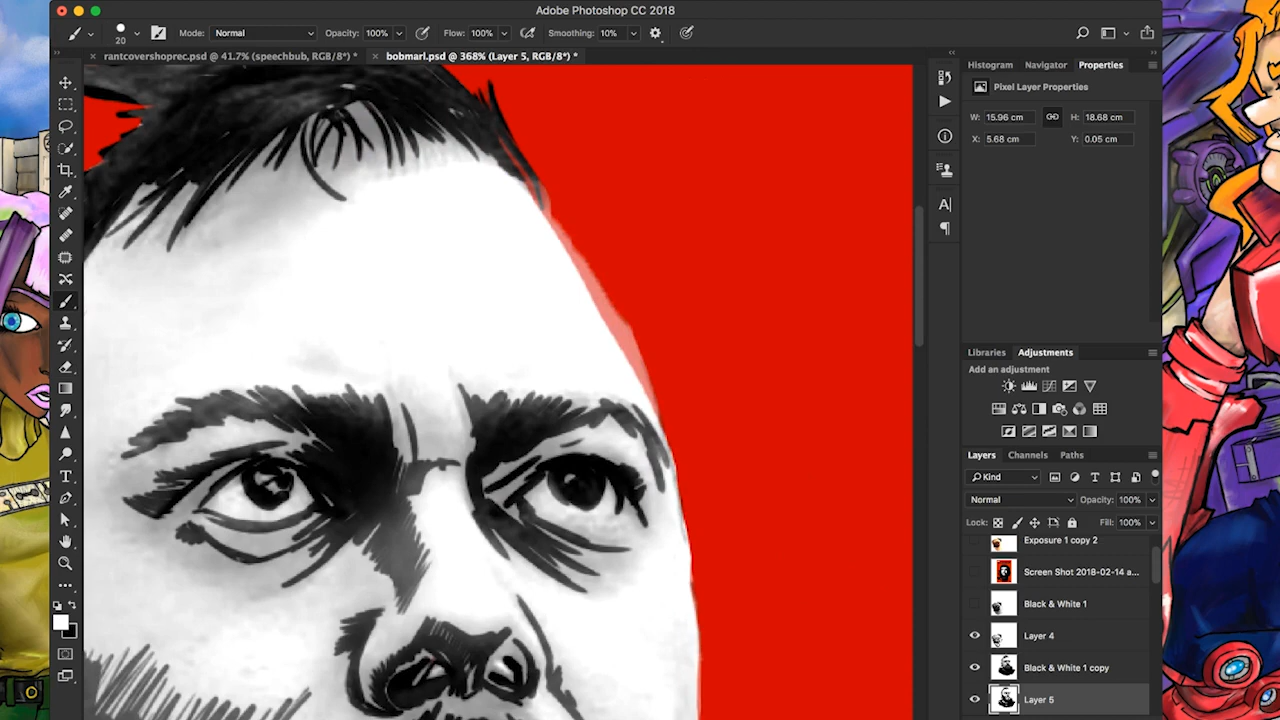 Adobe Photoshop CC 2018
20 Mode: Normal Opacity: 100% Flow: 100% Smoothing: 10%
rantcovershoprec.psd @ 41.7% (speechbub, RGB/8*) * bobmarl.psd @ 368% (Layer 5, RGB/8*) *
Histogram Navigator Properties
Pixel Layer Properties
W: 15.96 cm H: 18.68 cm
X: 5.68 cm Y: 0.05 cm
Libraries Adjustments
Add an adjustment
Layers Channels Paths
Kind
Normal Opacity: 100%
Lock: Fill: 100%
Exposure 1 copy 2
Screen Shot 2018-02-14 a...
Black & White 1
Layer 4
Black & White 1 copy
Layer 5